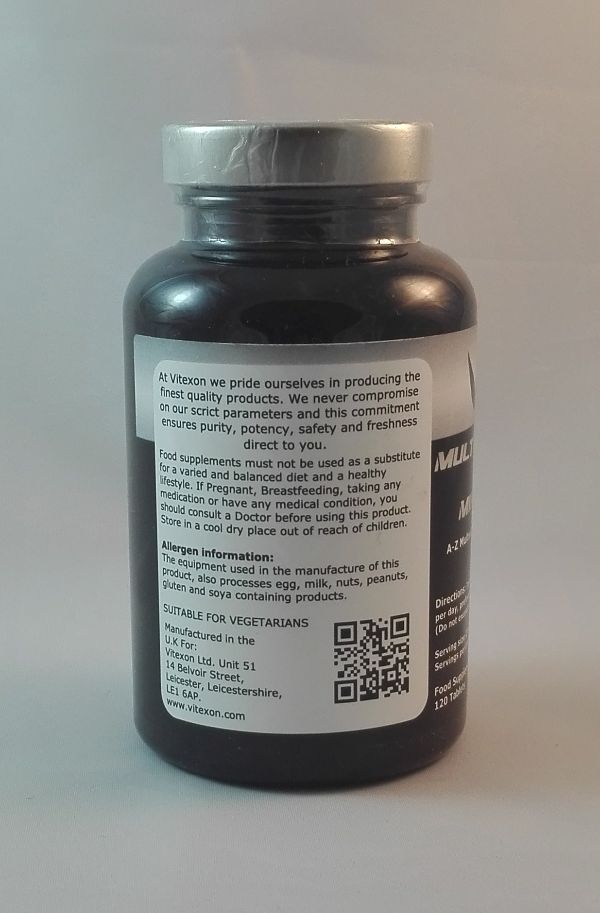 At Vitexon we pride ourselves in producing the
finest quality products. We never compromise
on our scrict parameters and this commitment
ensures purity, potency, safety and freshness
direct to you.
Food supplements must not be used as a substitute
for a varied and balanced diet and a healthy
lifestyle. If Pregnant, Breastfeeding, taking any
medication or have any medical condition, you
should consult a Doctor before using this product.
Store in a cool dry place out of reach of children.
Allergen information:
The equipment used in the manufacture of this
product, also processes egg, milk, nuts, peanuts,
gluten and soya containing products.
SUITABLE FOR VEGETARIANS
Manufactured in the
U.K For:
Vitexon Ltd. Unit 51
14 Belvoir Street,
Leicester, Leicestershire,
LE1 6AP.
www.vitexon.com
MULT
A-Z
Directions:
per day,
(Do not
Serving
Servings
Food
120